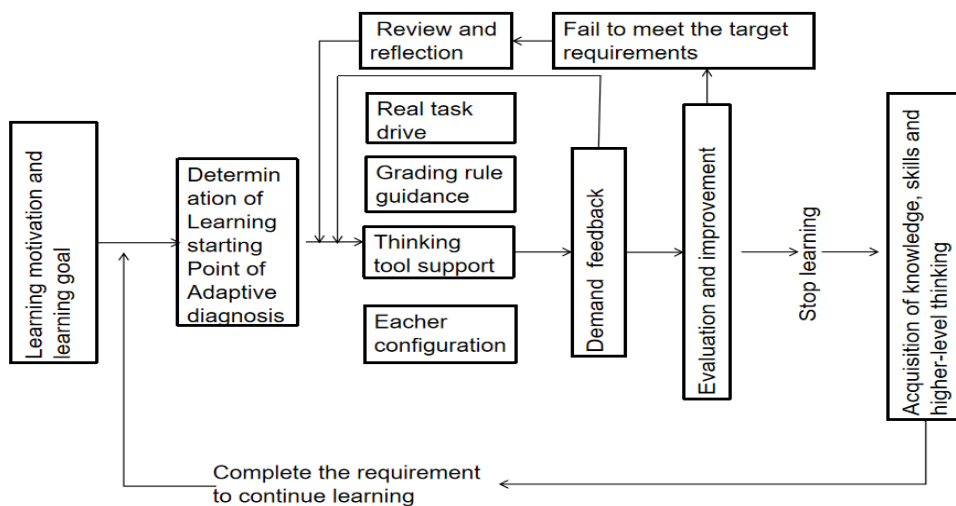 Review and
reflection
Fail to meet the target
requirements
Learning motivation and
learning goal
Determin
ation of
Learning
starting
Point of
Adaptive
diagnosis
Real task
drive
Grading rule
guidance
Thinking
tool support
Eacher
configuration
Demand feedback
Evaluation and improvement
Stop learning
Acquisition of knowledge, skills and
higher-level thinking
Complete the requirement
to continue learning